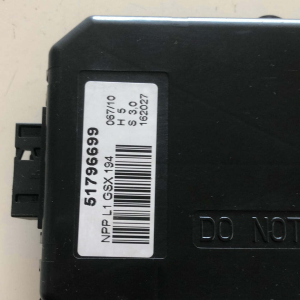 067/10
H 5
S 3.0
162027
51796699
NPP L1 GSX 194
DO NOT